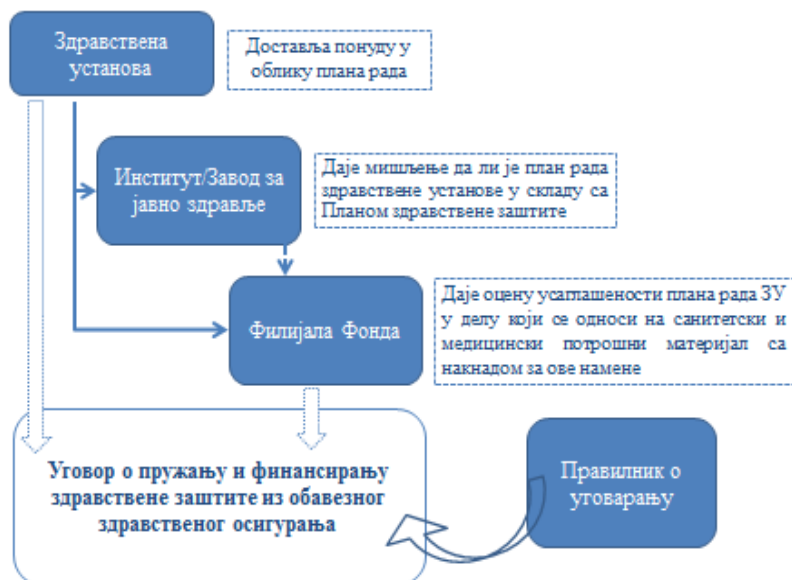 Здравствена
установа
Доставља понуду у
облику плана рада
Институт/Завод за
јавно здравље
Даје мишљење да ли је план рада
здравствене установе у складу са
Планом здравствене заштите
Филијала Фонда
Даје оцену усаглашености плана рада ЗУ
у делу који се односи на санитетски и
медицински потрошни материјал са
накнадом за ове намене
Уговор о пружању и финансирању
здравствене заштите из обавезног
здравственог осигурања
Правилник о
уговарању